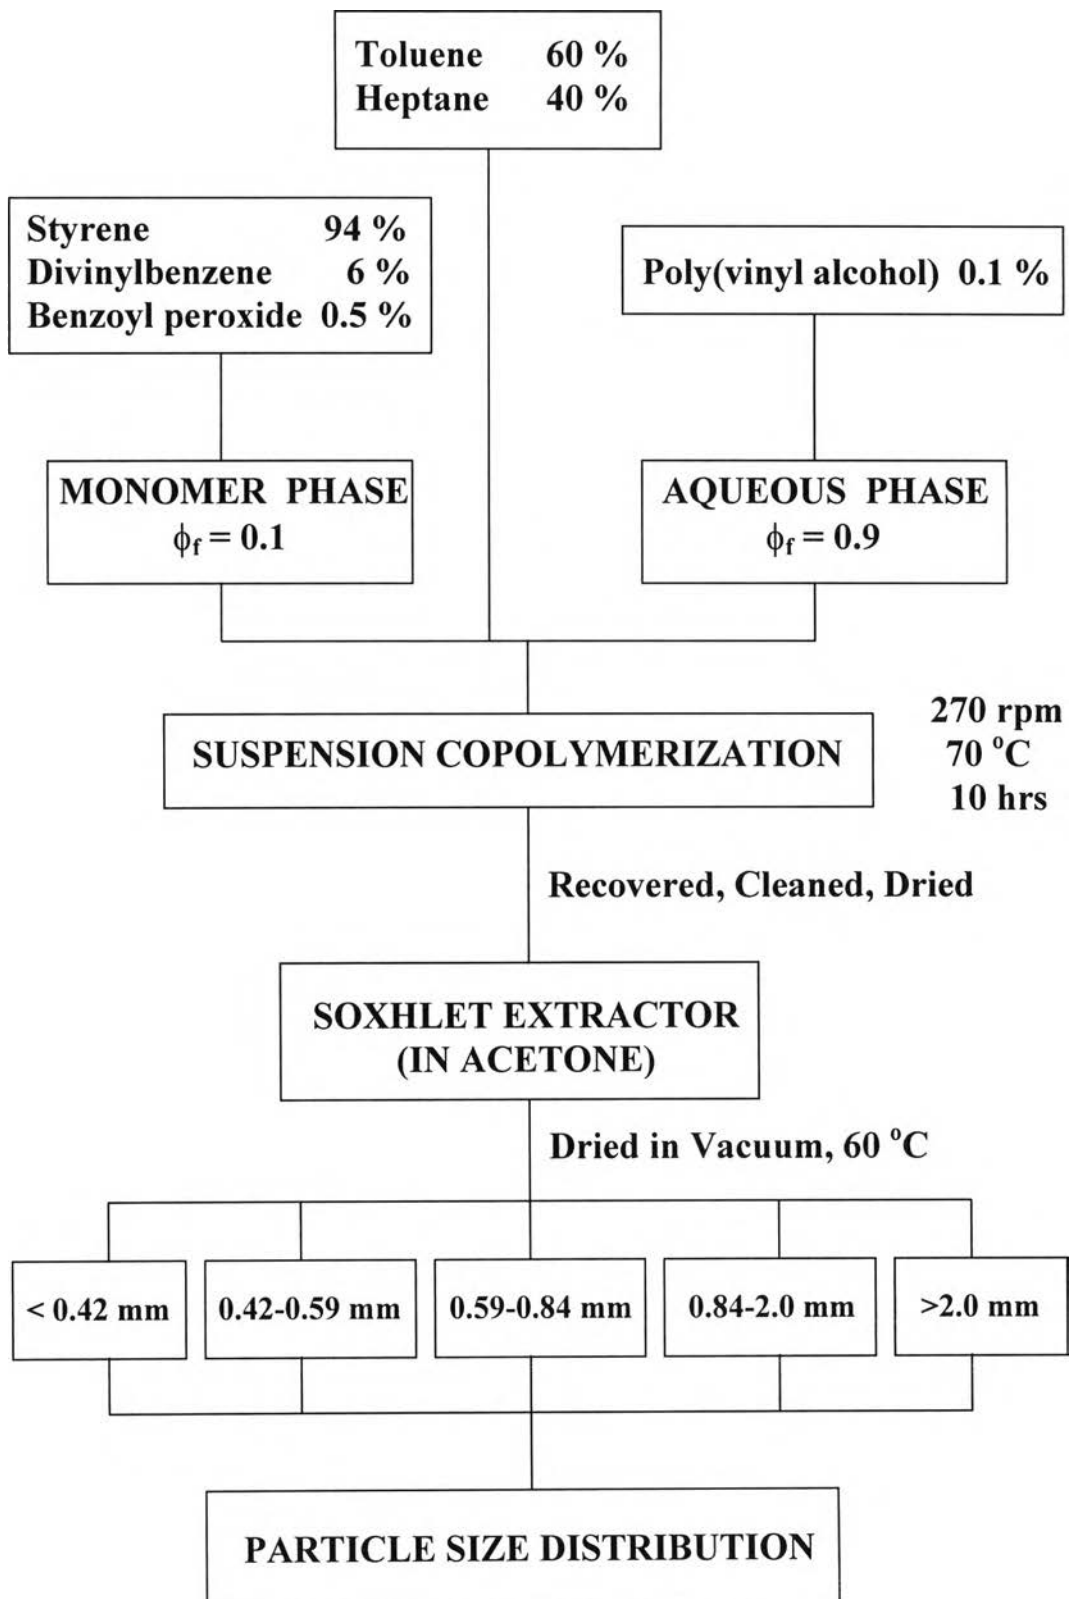 Toluene 60 %
Heptane 40 %
Styrene 94 %
Divinylbenzene 6 %
Benzoyl peroxide 0.5 %
Poly(vinyl alcohol) 0.1 %
MONOMER PHASE
ϕf = 0.1
AQUEOUS PHASE
ϕf = 0.9
SUSPENSION COPOLYMERIZATION
270 rpm
70 °C
10 hrs
Recovered, Cleaned, Dried
SOXHLET EXTRACTOR
(IN ACETONE)
Dried in Vacuum, 60 °C
< 0.42 mm
0.42-0.59 mm
0.59-0.84 mm
0.84-2.0 mm
>2.0 mm
PARTICLE SIZE DISTRIBUTION